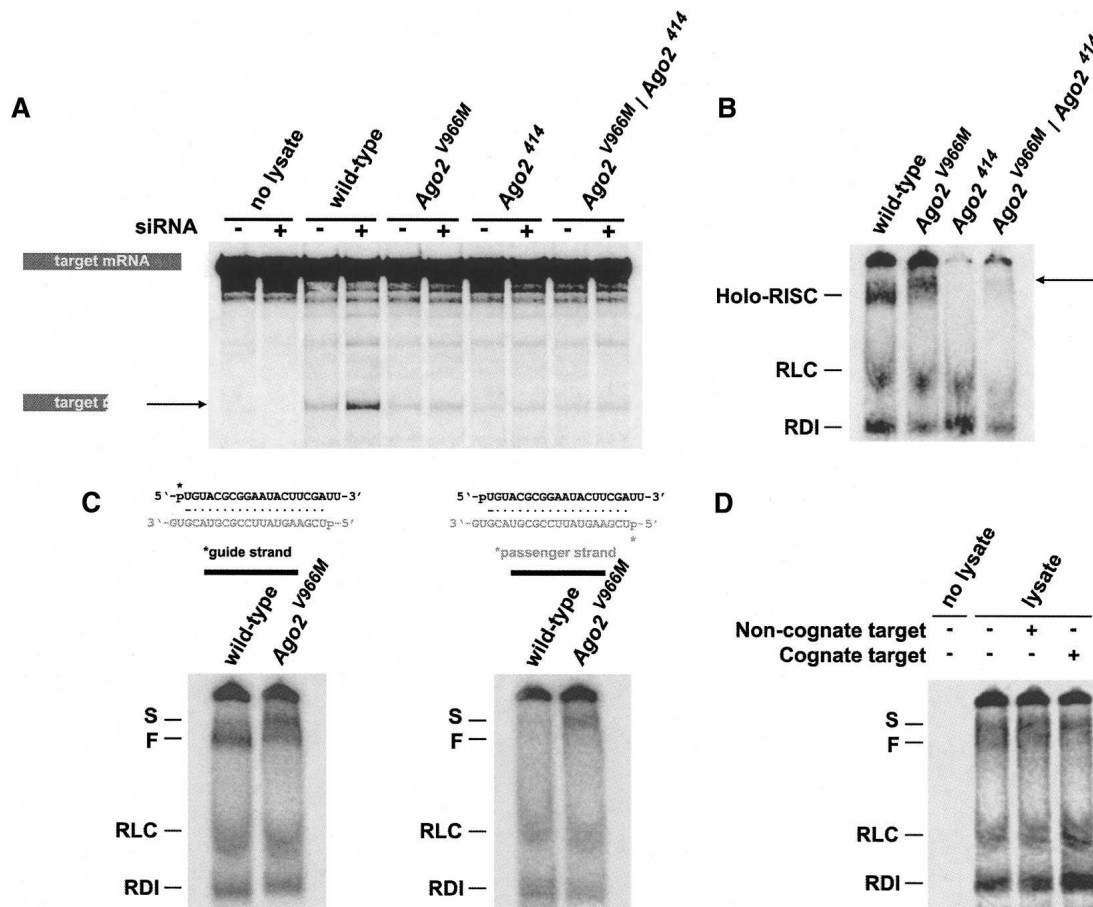 A
no lysate
wild-type
Ago2 V966M
Ago2 414
Ago2 V966M / Ago2 414
siRNA - + - + - + - + - +
target mRNA
target
B
wild-type
Ago2 V966M
Ago2 414
Ago2 V966M / Ago2 414
Holo-RISC
RLC
RDI
C
*
5`-pUGUACGCGGAAUACUUCGAUU-3’
3`-GUGCAUGCGCCUUAUGAAGCUp-5’
*guide strand
wild-type
Ago2 V966M
S
F
RLC
RDI
5`-pUGUACGCGGAAUACUUCGAUU-3’
3`-GUGCAUGCGCCUUAUGAAGCUp-5’
*
*passenger strand
wild-type
Ago2 V966M
S
F
RLC
RDI
D
no lysate
lysate
Non-cognate target - - + -
Cognate target - - - +
S
F
RLC
RDI